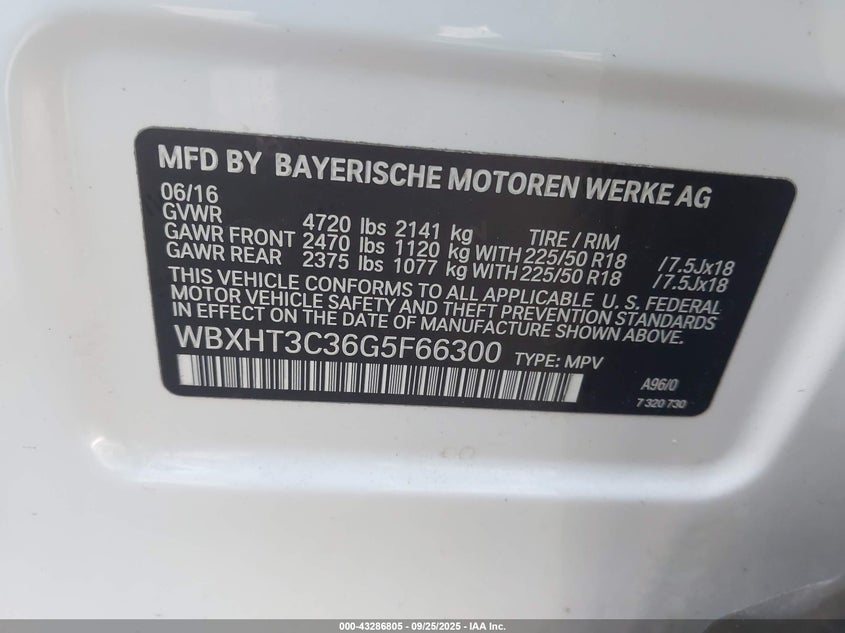 MFD BY BAYERISCHE MOTOREN WERKE AG
06/16
GVWR 4720 lbs 2141 kg TIRE / RIM
GAWR FRONT 2470 lbs 1120 kg WITH 225/50 R18 /7.5Jx18
GAWR REAR 2375 lbs 1077 kg WITH 225/50 R18 /7.5Jx18
THIS VEHICLE CONFORMS TO ALL APPLICABLE U. S. FEDERAL
MOTOR VEHICLE SAFETY AND THEFT PREVENTION STANDARDS
IN EFFECT ON THE DATE OF MANUFACTURE SHOWN ABOVE.
WBXHT3C36G5F66300 TYPE: MPV
A96/0
7 320 730
000-43286805 - 09/25/2025 - IAA Inc.